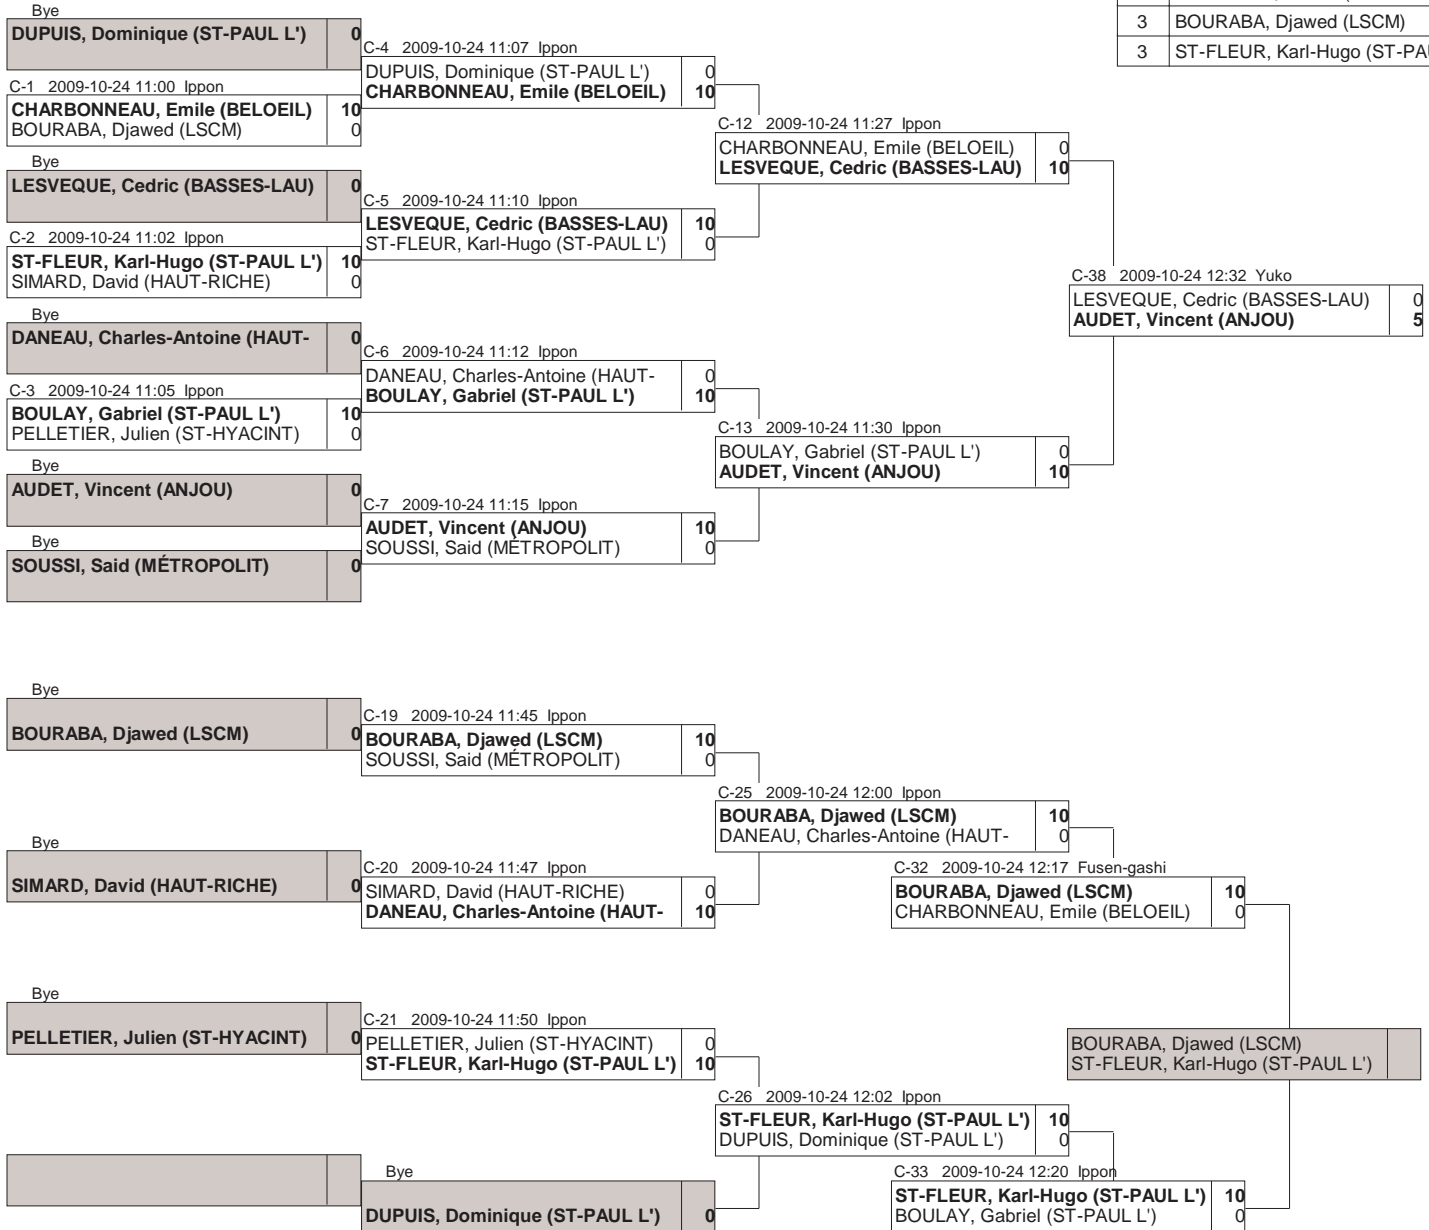 3 BOURABA, Djawed (LSCM)
3 ST-FLEUR, Karl-Hugo (ST-PAU
Bye
DUPUIS, Dominique (ST-PAUL L') 0
C-1 2009-10-24 11:00 Ippon
CHARBONNEAU, Emile (BELOEIL) 10
BOURABA, Djawed (LSCM) 0
Bye
LESVEQUE, Cedric (BASSES-LAU) 0
C-2 2009-10-24 11:02 Ippon
ST-FLEUR, Karl-Hugo (ST-PAUL L') 10
SIMARD, David (HAUT-RICHE) 0
Bye
DANEAU, Charles-Antoine (HAUT- 0
C-3 2009-10-24 11:05 Ippon
BOULAY, Gabriel (ST-PAUL L') 10
PELLETIER, Julien (ST-HYACINT) 0
Bye
AUDET, Vincent (ANJOU) 0
Bye
SOUSSI, Said (MÉTROPOLIT) 0
C-4 2009-10-24 11:07 Ippon
DUPUIS, Dominique (ST-PAUL L') 0
CHARBONNEAU, Emile (BELOEIL) 10
C-5 2009-10-24 11:10 Ippon
LESVEQUE, Cedric (BASSES-LAU) 10
ST-FLEUR, Karl-Hugo (ST-PAUL L') 0
C-6 2009-10-24 11:12 Ippon
DANEAU, Charles-Antoine (HAUT- 0
BOULAY, Gabriel (ST-PAUL L') 10
C-7 2009-10-24 11:15 Ippon
AUDET, Vincent (ANJOU) 10
SOUSSI, Said (MÉTROPOLIT) 0
C-12 2009-10-24 11:27 Ippon
CHARBONNEAU, Emile (BELOEIL) 0
LESVEQUE, Cedric (BASSES-LAU) 10
C-13 2009-10-24 11:30 Ippon
BOULAY, Gabriel (ST-PAUL L') 0
AUDET, Vincent (ANJOU) 10
C-38 2009-10-24 12:32 Yuko
LESVEQUE, Cedric (BASSES-LAU) 0
AUDET, Vincent (ANJOU) 5
Bye
BOURABA, Djawed (LSCM) 0
Bye
SIMARD, David (HAUT-RICHE) 0
Bye
PELLETIER, Julien (ST-HYACINT) 0
C-19 2009-10-24 11:45 Ippon
BOURABA, Djawed (LSCM) 10
SOUSSI, Said (MÉTROPOLIT) 0
C-20 2009-10-24 11:47 Ippon
SIMARD, David (HAUT-RICHE) 0
DANEAU, Charles-Antoine (HAUT- 10
C-21 2009-10-24 11:50 Ippon
PELLETIER, Julien (ST-HYACINT) 0
ST-FLEUR, Karl-Hugo (ST-PAUL L') 10
Bye
DUPUIS, Dominique (ST-PAUL L') 0
C-25 2009-10-24 12:00 Ippon
BOURABA, Djawed (LSCM) 10
DANEAU, Charles-Antoine (HAUT- 0
C-26 2009-10-24 12:02 Ippon
ST-FLEUR, Karl-Hugo (ST-PAUL L') 10
DUPUIS, Dominique (ST-PAUL L') 0
C-32 2009-10-24 12:17 Fusen-gashi
BOURABA, Djawed (LSCM) 10
CHARBONNEAU, Emile (BELOEIL) 0
C-33 2009-10-24 12:20 Ippon
ST-FLEUR, Karl-Hugo (ST-PAUL L') 10
BOULAY, Gabriel (ST-PAUL L') 0
BOURABA, Djawed (LSCM)
ST-FLEUR, Karl-Hugo (ST-PAUL L')